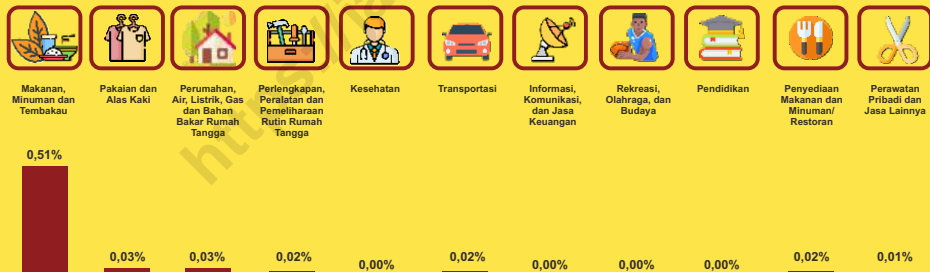 Makanan,
Minuman dan
Tembakau
Pakaian dan
Alas Kaki
Perumahan,
Air, Listrik, Gas
dan Bahan
Bakar Rumah
Tangga
Perlengkapan,
Peralatan dan
Pemeliharaan
Rutin Rumah
Tangga
Kesehatan
Transportasi
Informasi,
Komunikasi,
dan Jasa
Keuangan
Rekreasi,
Olahraga, dan
Budaya
Pendidikan
Penyediaan
Makanan dan
Minuman/
Restoran
Perawatan
Pribadi dan
Jasa Lainnya
0,51%
0,03%
0,03%
0,02%
0,00%
0,02%
0,00%
0,00%
0,00%
0,02%
0,01%